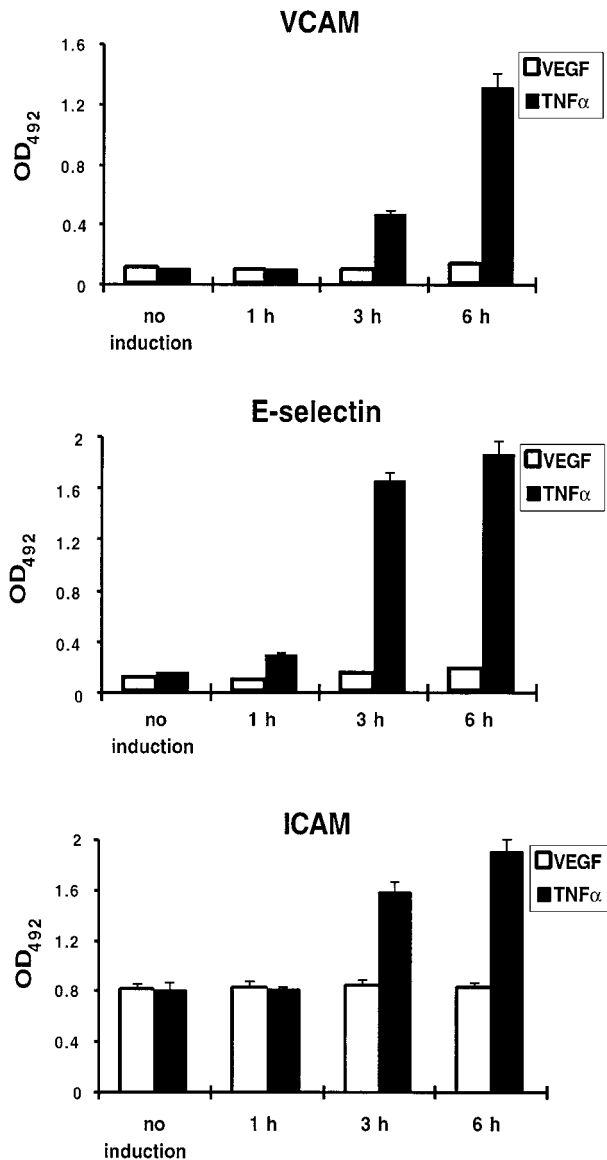 VCAM
1.6
1.2
0.8
0.4
0
OD492
VEGF
TNFα
no induction
1 h
3 h
6 h
E-selectin
2
1.6
1.2
0.8
0.4
0
OD492
VEGF
TNFα
no induction
1 h
3 h
6 h
ICAM
2
1.6
1.2
0.8
0.4
0
OD492
VEGF
TNFα
no induction
1 h
3 h
6 h